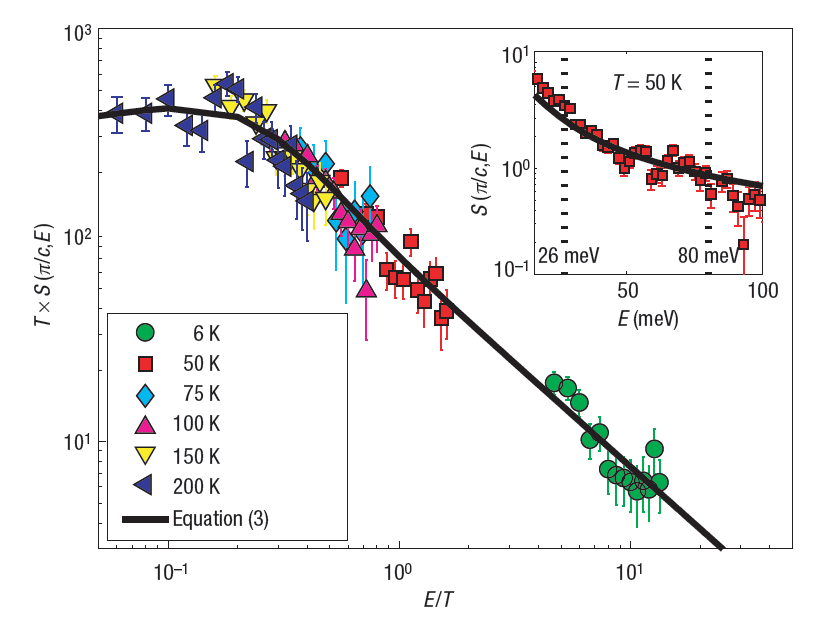 10³
10²
10¹
T × S (π/c,E)
10⁻¹
10⁰
10¹
E/T
6 K
50 K
75 K
100 K
150 K
200 K
Equation (3)
10¹
10⁰
10⁻¹
S (π/c,E)
T = 50 K
26 meV
80 meV
50
100
E (meV)